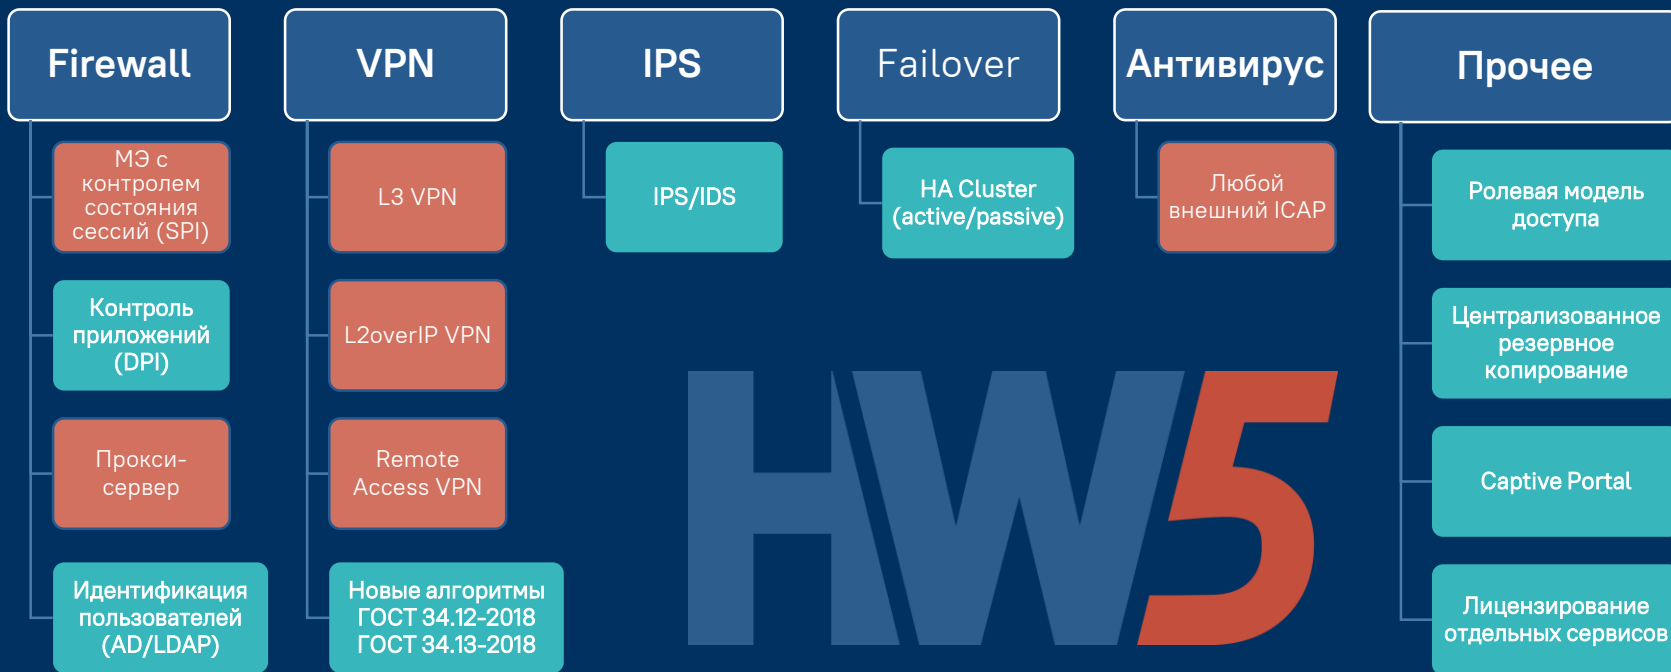 Firewall
МЭ с
контролем
состояния
сессий (SPI)
Контроль
приложений
(DPI)
Прокси-
сервер
Идентификация
пользователей
(AD/LDAP)
VPN
L3 VPN
L2overIP VPN
Remote
Access VPN
Новые алгоритмы
ГОСТ 34.12-2018
ГОСТ 34.13-2018
IPS
IPS/IDS
Failover
HA Cluster
(active/passive)
Антивирус
Любой
внешний ICAP
Прочее
Ролевая модель
доступа
Централизованное
резервное
копирование
Captive Portal
Лицензирование
отдельных сервисов
HW5